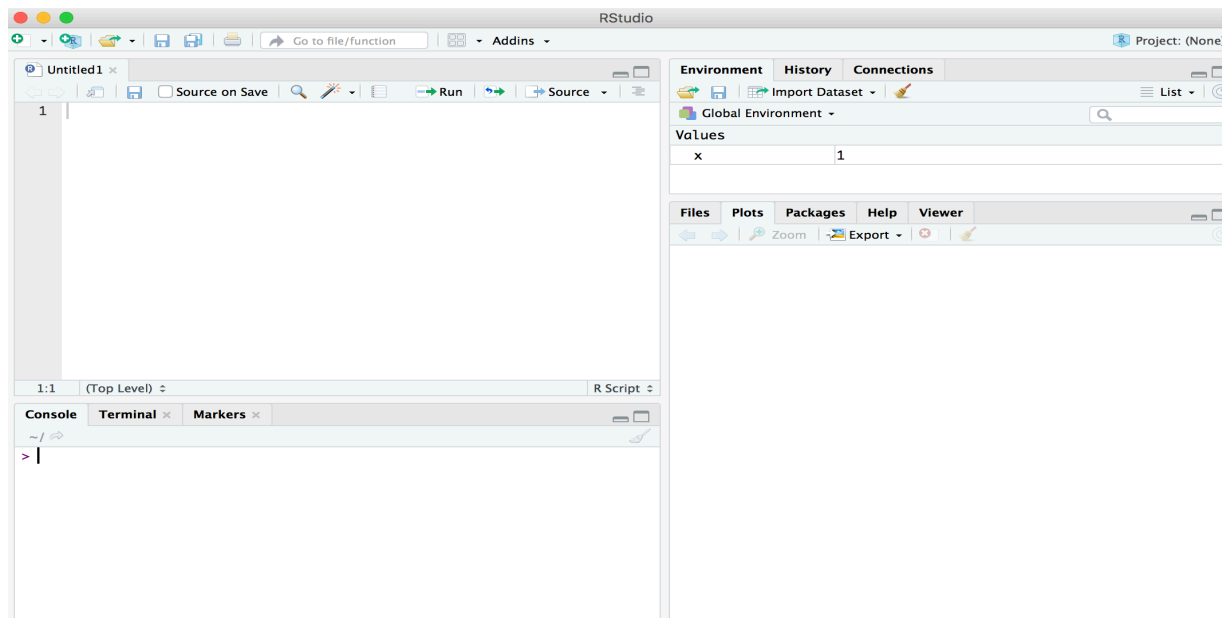 RStudio
Go to file/function Addins Project: (None)
Untitled1
Source on Save Run Source
1
1:1 (Top Level) R Script
Console Terminal Markers
~/
>
Environment History Connections
Import Dataset List
Global Environment
Values
x 1
Files Plots Packages Help Viewer
Zoom Export